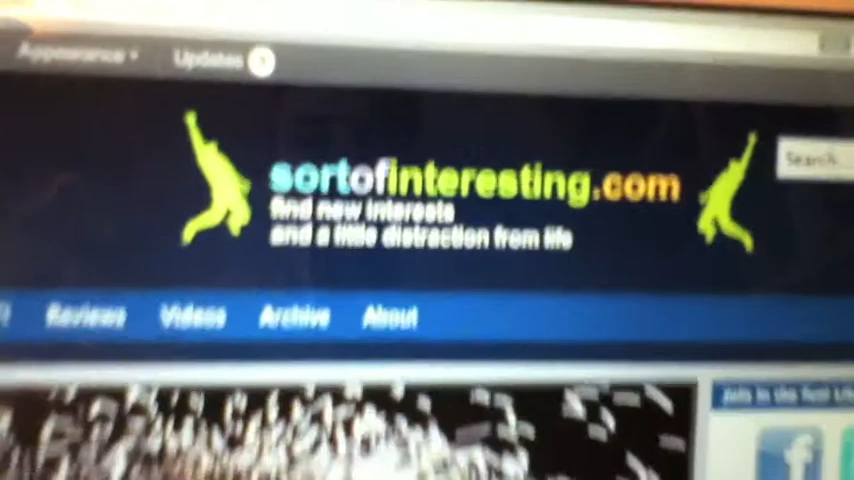 Appearance Updates
sortofinteresting.com
Search
find new interests
and a little distraction from life
Reviews Videos Archive About
f